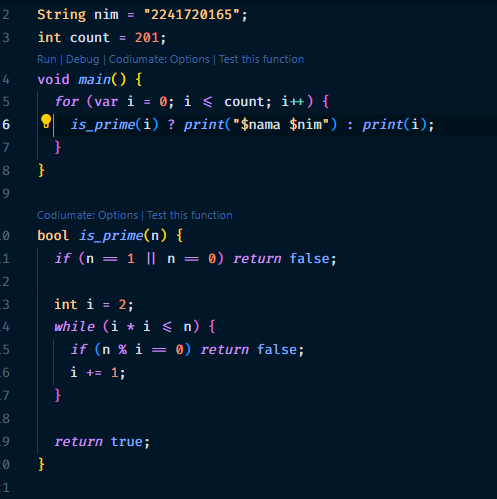 2 String nim = "2241720165";
3 int count = 201;
Run | Debug | Codiumate: Options | Test this function
4 void main() {
5 for (var i = 0; i <= count; i++) {
6 is_prime(i) ? print("$nama $nim") : print(i);
7 }
8 }
9
Codiumate: Options | Test this function
0 bool is_prime(n) {
1 if (n == 1 || n == 0) return false;
2
3 int i = 2;
4 while (i * i <= n) {
5 if (n % i == 0) return false;
6 i += 1;
7 }
8
9 return true;
0 }
1